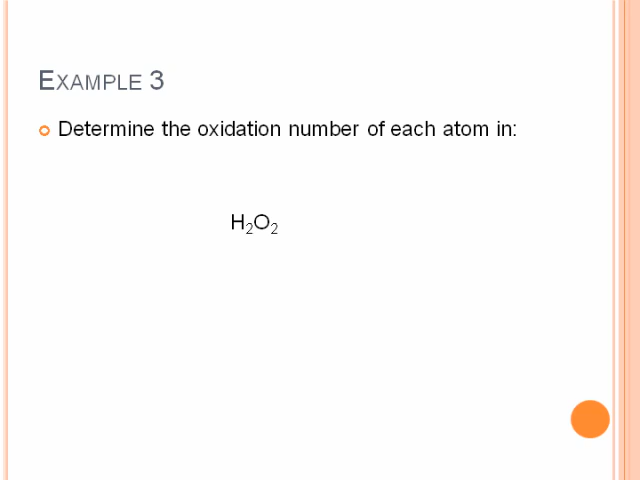 EXAMPLE 3
Determine the oxidation number of each atom in:
H₂O₂